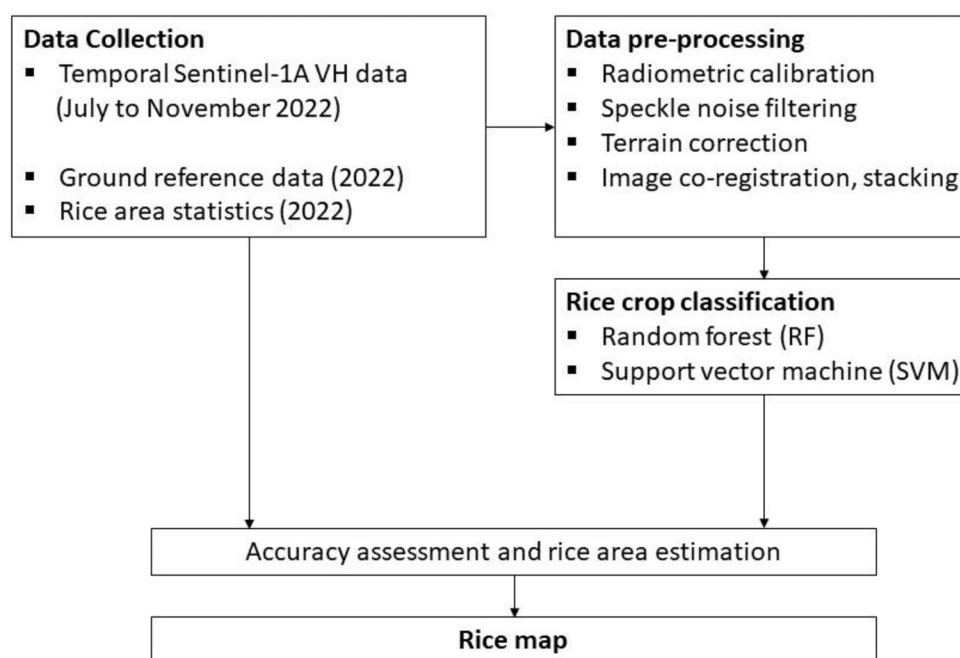 Data Collection
▪ Temporal Sentinel-1A VH data
(July to November 2022)
▪ Ground reference data (2022)
▪ Rice area statistics (2022)
Data pre-processing
▪ Radiometric calibration
▪ Speckle noise filtering
▪ Terrain correction
▪ Image co-registration, stacking
Rice crop classification
▪ Random forest (RF)
▪ Support vector machine (SVM)
Accuracy assessment and rice area estimation
Rice map